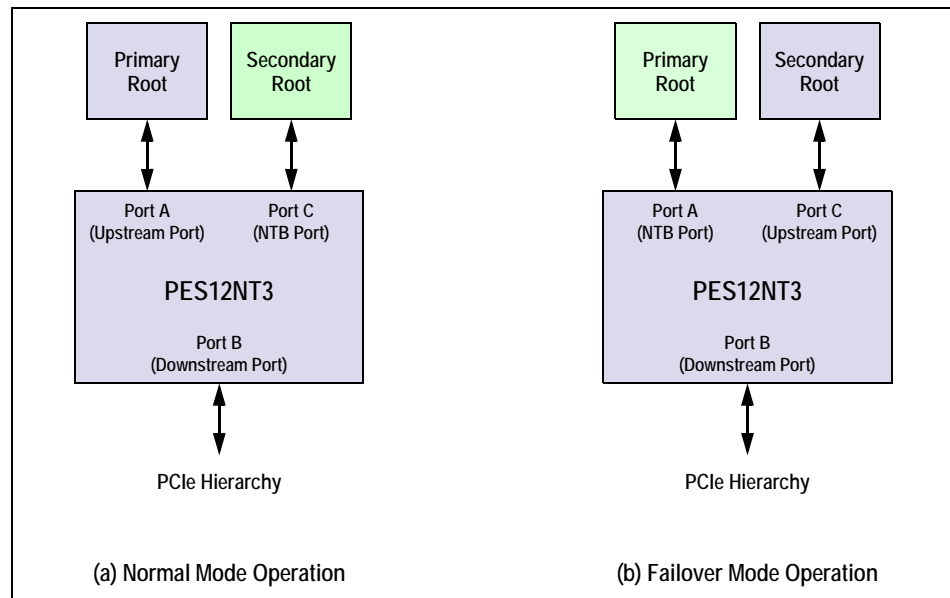 Primary
Root
Secondary
Root
Port A
(Upstream Port)
Port C
(NTB Port)
PES12NT3
Port B
(Downstream Port)
PCIe Hierarchy
(a) Normal Mode Operation
Primary
Root
Secondary
Root
Port A
(NTB Port)
Port C
(Upstream Port)
PES12NT3
Port B
(Downstream Port)
PCIe Hierarchy
(b) Failover Mode Operation